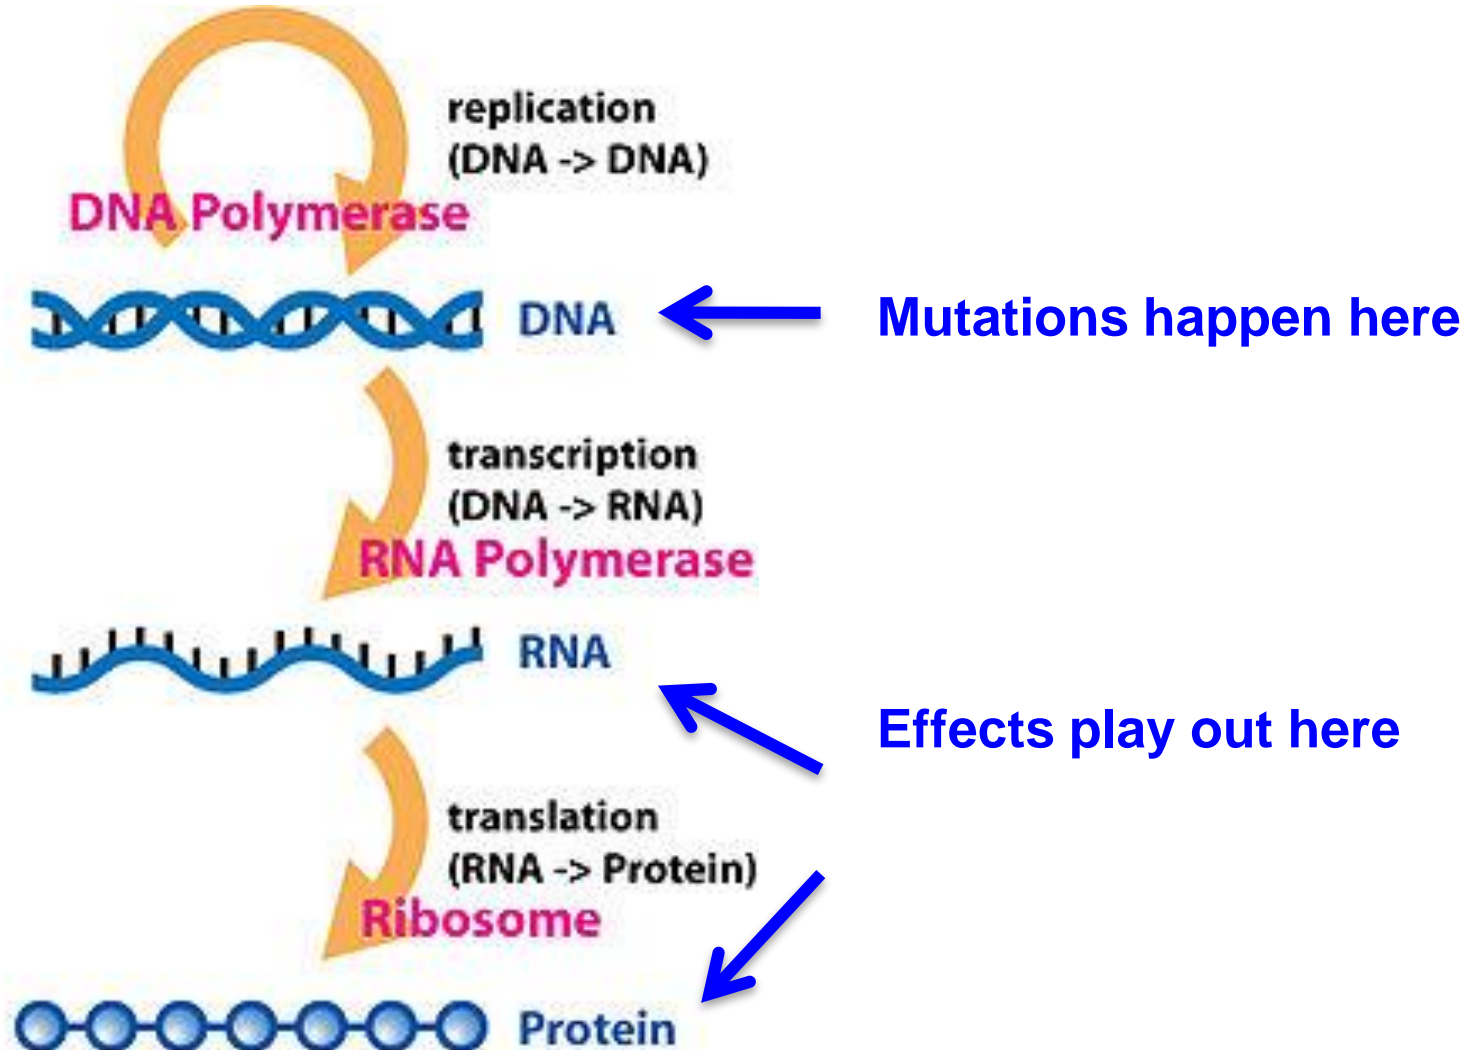 replication
(DNA -> DNA)
DNA Polymerase
DNA
Mutations happen here
transcription
(DNA -> RNA)
RNA Polymerase
RNA
Effects play out here
translation
(RNA -> Protein)
Ribosome
Protein